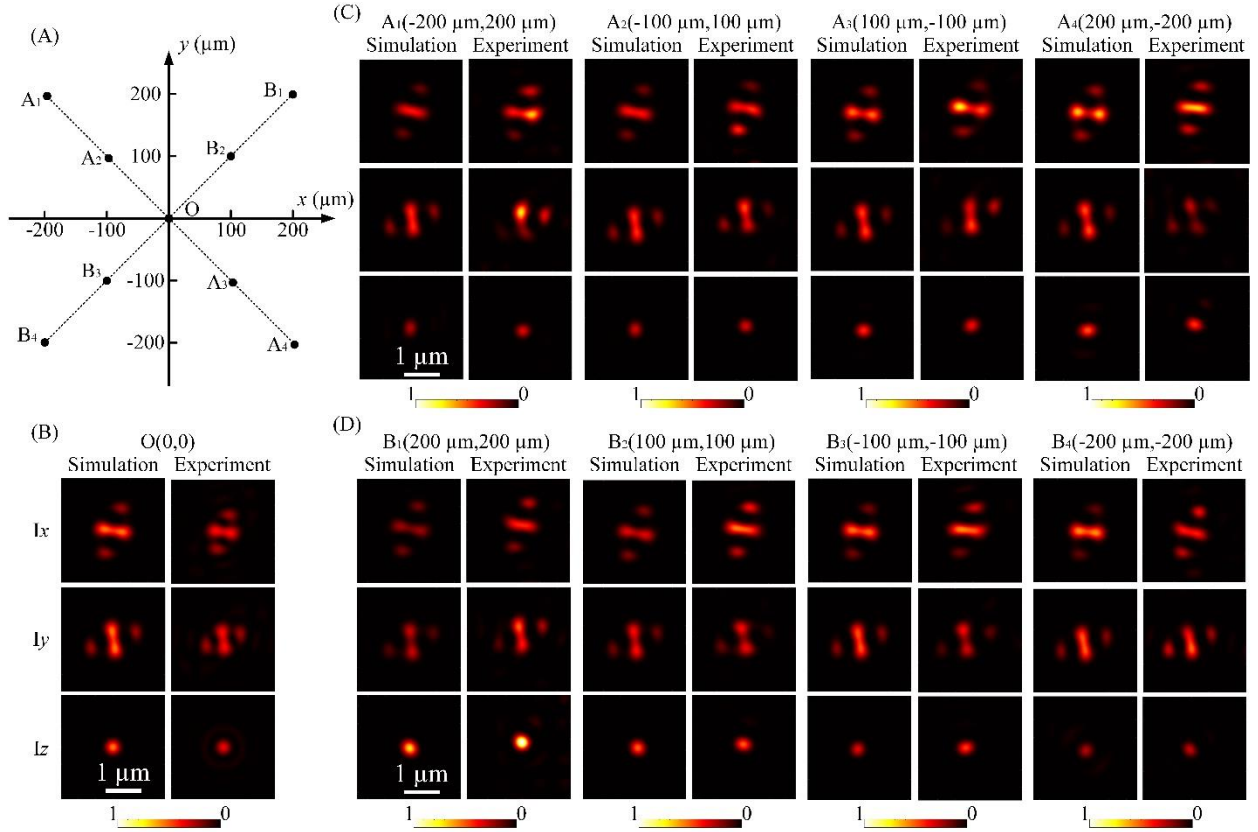 (A)
y (µm)
200
100
A1
A2
B1
B2
O
x (µm)
-200
-100
100
200
B3
B4
-100
-200
A3
A4
(C)
A1(-200 µm,200 µm)
A2(-100 µm,100 µm)
A3(100 µm,-100 µm)
A4(200 µm,-200 µm)
Simulation Experiment
Simulation Experiment
Simulation Experiment
Simulation Experiment
1 µm
1 0
1 0
1 0
1 0
(B)
O(0,0)
Simulation Experiment
Ix
Iy
Iz
1 µm
1 0
(D)
B1(200 µm,200 µm)
B2(100 µm,100 µm)
B3(-100 µm,-100 µm)
B4(-200 µm,-200 µm)
Simulation Experiment
Simulation Experiment
Simulation Experiment
Simulation Experiment
1 µm
1 0
1 0
1 0
1 0